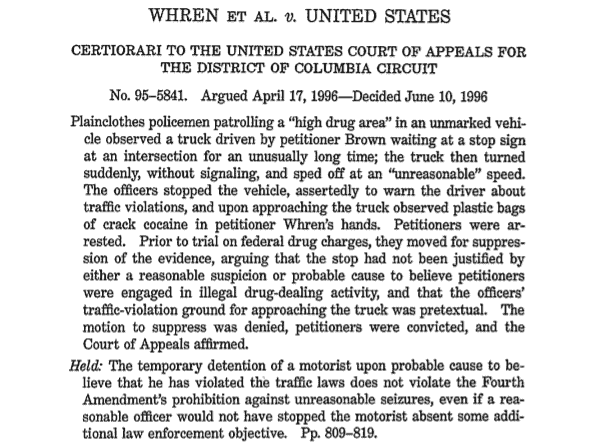 WHREN ET AL. v. UNITED STATES
CERTIORARI TO THE UNITED STATES COURT OF APPEALS FOR
THE DISTRICT OF COLUMBIA CIRCUIT
No. 95–5841. Argued April 17, 1996—Decided June 10, 1996
Plainclothes policemen patrolling a “high drug area” in an unmarked vehi-
cle observed a truck driven by petitioner Brown waiting at a stop sign
at an intersection for an unusually long time; the truck then turned
suddenly, without signaling, and sped off at an “unreasonable” speed.
The officers stopped the vehicle, assertedly to warn the driver about
traffic violations, and upon approaching the truck observed plastic bags
of crack cocaine in petitioner Whren’s hands. Petitioners were ar-
rested. Prior to trial on federal drug charges, they moved for suppres-
sion of the evidence, arguing that the stop had not been justified by
either a reasonable suspicion or probable cause to believe petitioners
were engaged in illegal drug-dealing activity, and that the officers’
traffic-violation ground for approaching the truck was pretextual. The
motion to suppress was denied, petitioners were convicted, and the
Court of Appeals affirmed.
Held: The temporary detention of a motorist upon probable cause to be-
lieve that he has violated the traffic laws does not violate the Fourth
Amendment’s prohibition against unreasonable seizures, even if a rea-
sonable officer would not have stopped the motorist absent some addi-
tional law enforcement objective. Pp. 809–819.